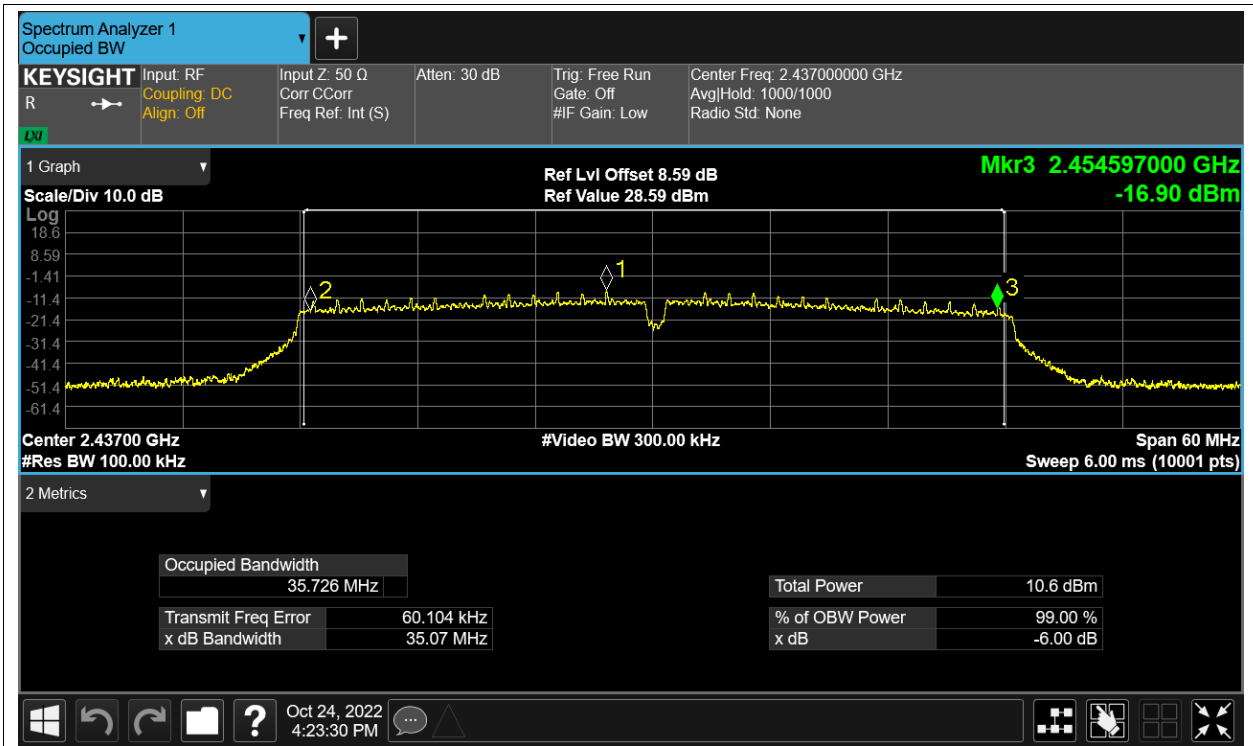 Spectrum Analyzer 1
Occupied BW
KEYSIGHT
R
LXI
Input: RF
Coupling: DC
Align: Off
Input Z: 50 Ω
Corr CCorr
Freq Ref: Int (S)
Atten: 30 dB
Trig: Free Run
Gate: Off
#IF Gain: Low
Center Freq: 2.437000000 GHz
Avg|Hold: 1000/1000
Radio Std: None
1 Graph
Scale/Div 10.0 dB
Ref Lvl Offset 8.59 dB
Ref Value 28.59 dBm
Mkr3 2.454597000 GHz
-16.90 dBm
Log
18.6
8.59
-1.41
-11.4
-21.4
-31.4
-41.4
-51.4
-61.4
2
1
3
Center 2.43700 GHz
#Res BW 100.00 kHz
#Video BW 300.00 kHz
Span 60 MHz
Sweep 6.00 ms (10001 pts)
2 Metrics
Occupied Bandwidth
35.726 MHz
Transmit Freq Error 60.104 kHz
x dB Bandwidth 35.07 MHz
Total Power 10.6 dBm
% of OBW Power 99.00 %
x dB -6.00 dB
?
Oct 24, 2022
4:23:30 PM